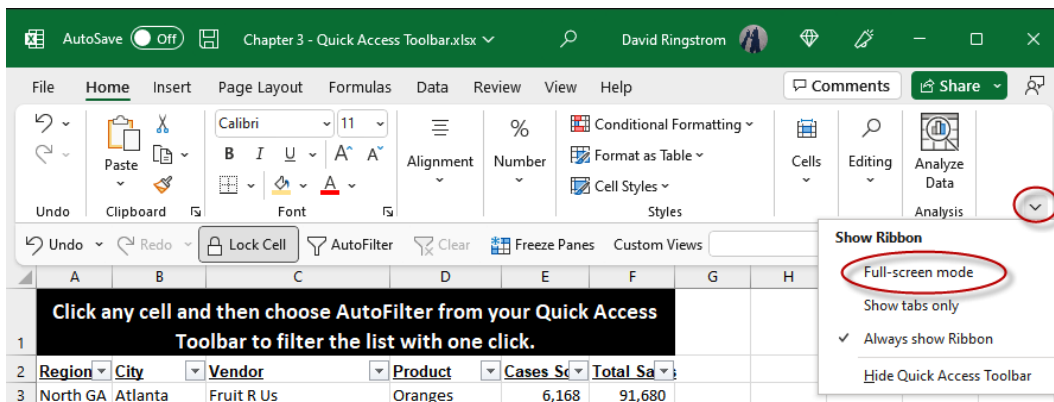 AutoSave Off Chapter 3 - Quick Access Toolbar.xlsx David Ringstrom
File Home Insert Page Layout Formulas Data Review View Help Comments Share
Calibri 11 % Conditional Formatting
Paste B I U A A Alignment Number Format as Table Cells Editing Analyze
A Cell Styles Data
Undo Clipboard Font Styles Analysis
Undo Redo Lock Cell AutoFilter Clear Freeze Panes Custom Views
Show Ribbon
Full-screen mode
Show tabs only
Always show Ribbon
Hide Quick Access Toolbar
A B C D E F G H
1 Click any cell and then choose AutoFilter from your Quick Access
Toolbar to filter the list with one click.
2 Region City Vendor Product Cases So Total Sa
3 North GA Atlanta Fruit R Us Oranges 6,168 91,680